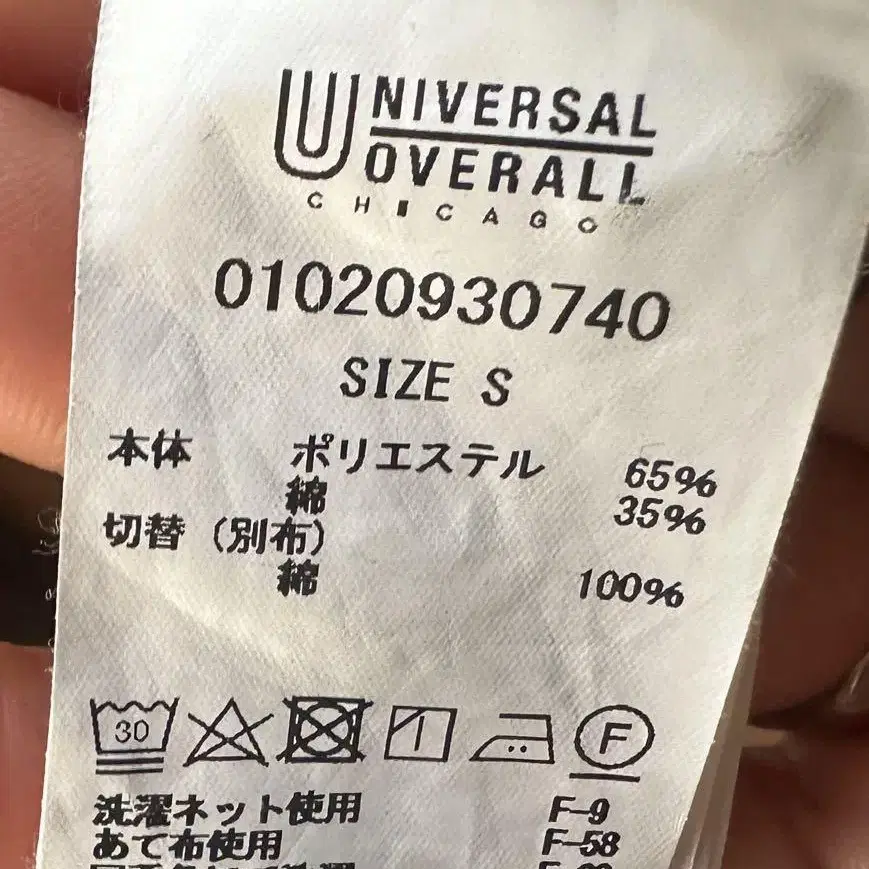 UNIVERSAL
OVERALL
CHICAGO
01020930740
SIZE S
本体 ポリエステル 65%
綿 35%
切替(別布)
綿 100%
30 F
洗濯ネット使用 F-9
あて布使用 F-58